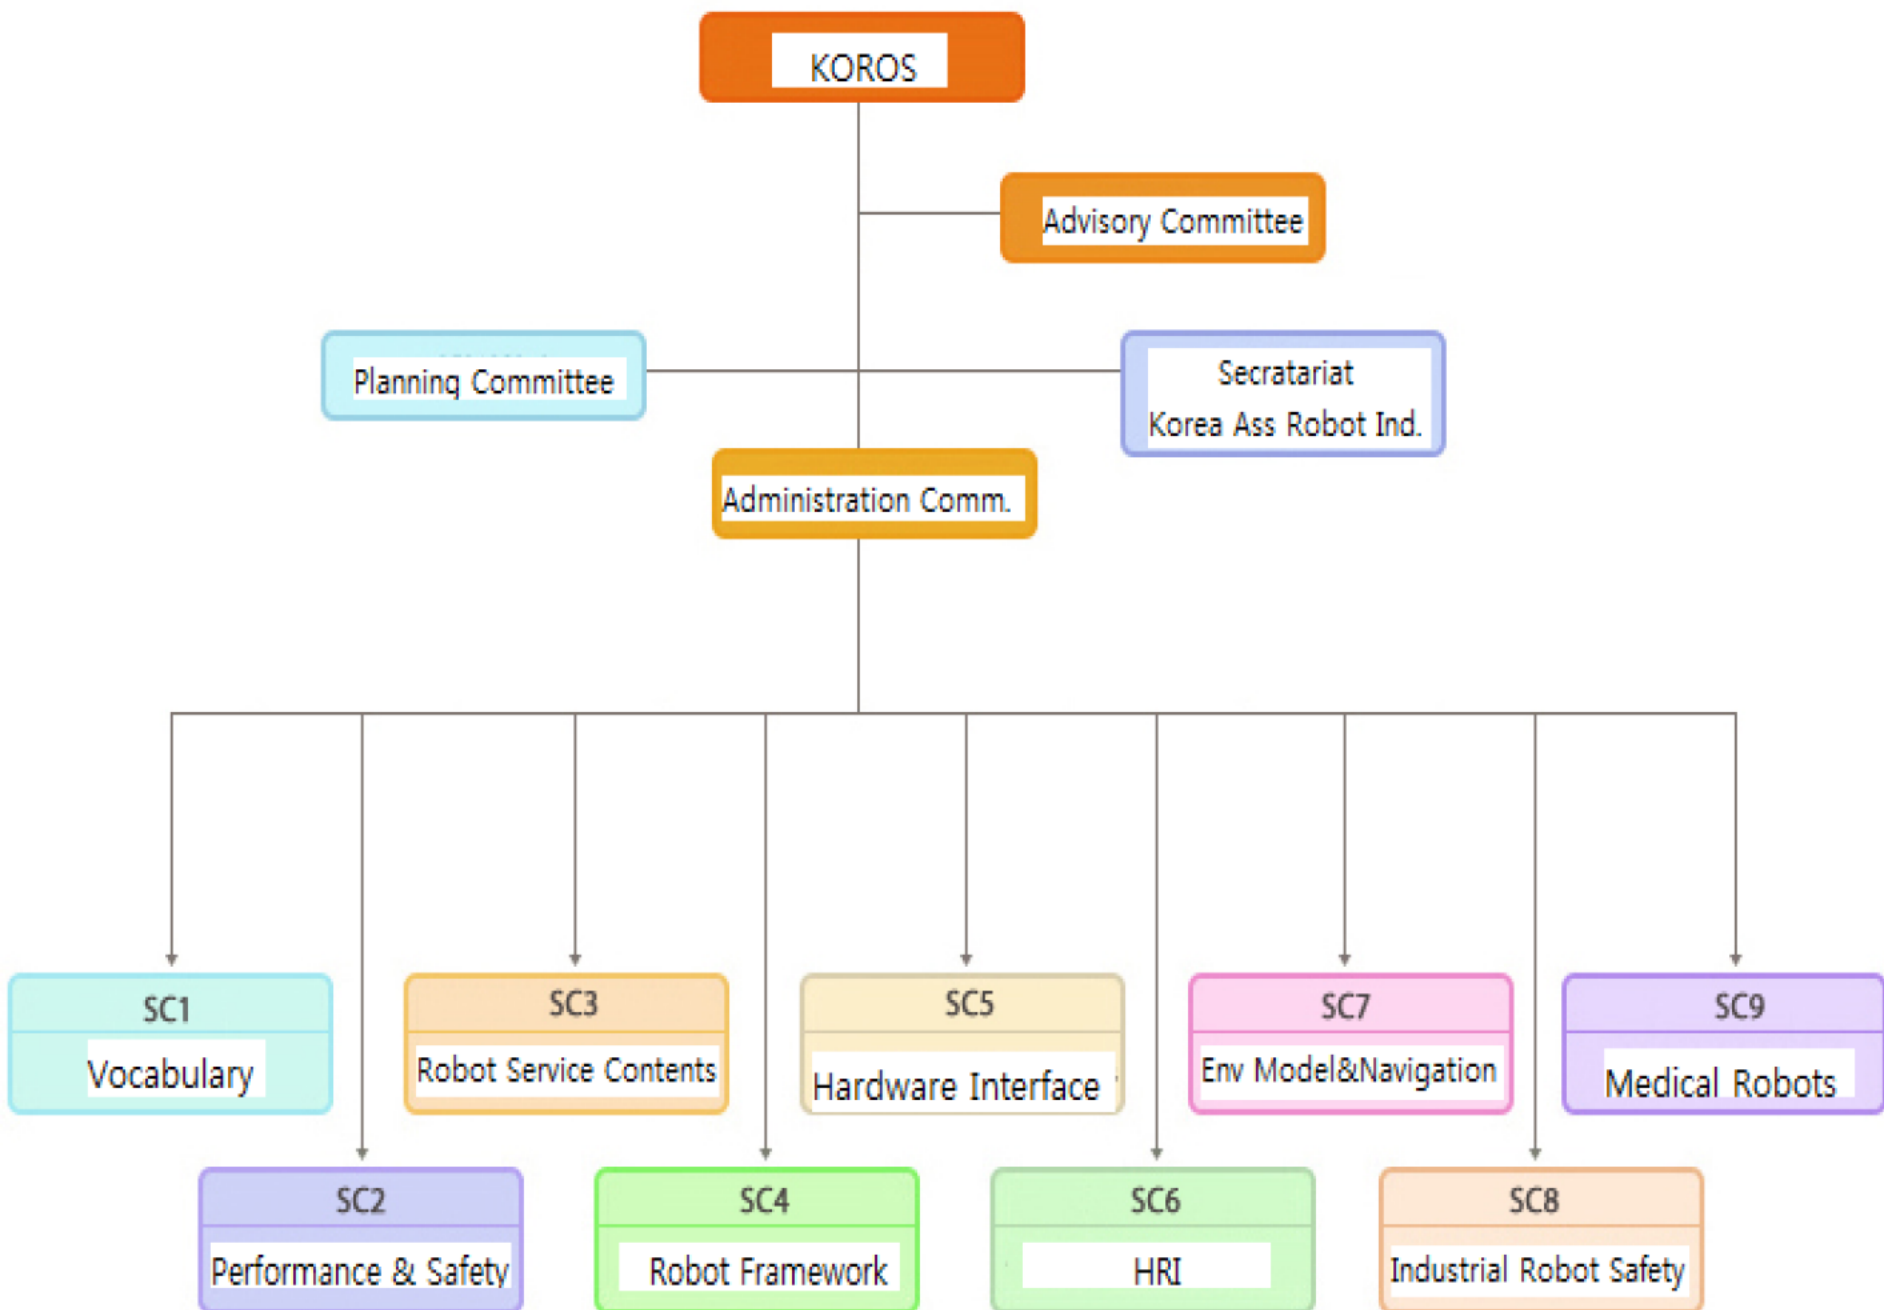 KOROS
Advisory Committee
Planning Committee
Secratariat
Korea Ass Robot Ind.
Administration Comm.
SC1
Vocabulary
SC3
Robot Service Contents
SC5
Hardware Interface
SC7
Env Model&Navigation
SC9
Medical Robots
SC2
Performance & Safety
SC4
Robot Framework
SC6
HRI
SC8
Industrial Robot Safety